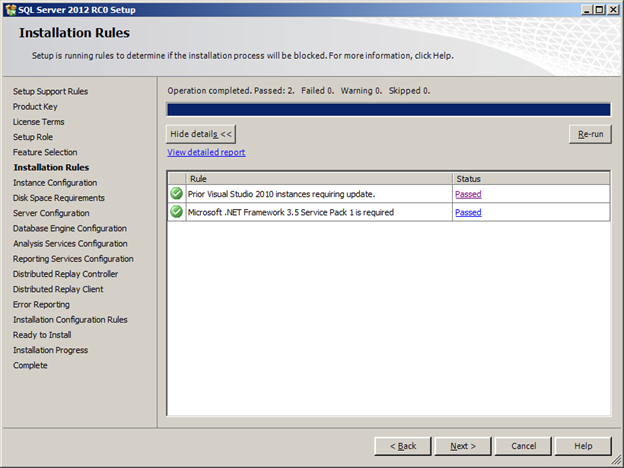 SQL Server 2012 RC0 Setup
Installation Rules
Setup is running rules to determine if the installation process will be blocked. For more information, click Help.
Setup Support Rules
Product Key
License Terms
Setup Role
Feature Selection
Installation Rules
Instance Configuration
Disk Space Requirements
Server Configuration
Database Engine Configuration
Analysis Services Configuration
Reporting Services Configuration
Distributed Replay Controller
Distributed Replay Client
Error Reporting
Installation Configuration Rules
Ready to Install
Installation Progress
Complete
Operation completed. Passed: 2. Failed 0. Warning 0. Skipped 0.
Hide details << Re-run
View detailed report
Rule Status
Prior Visual Studio 2010 instances requiring update. Passed
Microsoft .NET Framework 3.5 Service Pack 1 is required Passed
< Back Next > Cancel Help